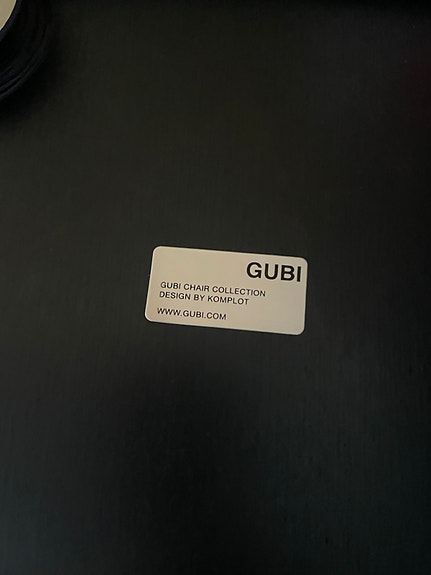 GUBI
GUBI CHAIR COLLECTION
DESIGN BY KOMPLOT
WWW.GUBI.COM